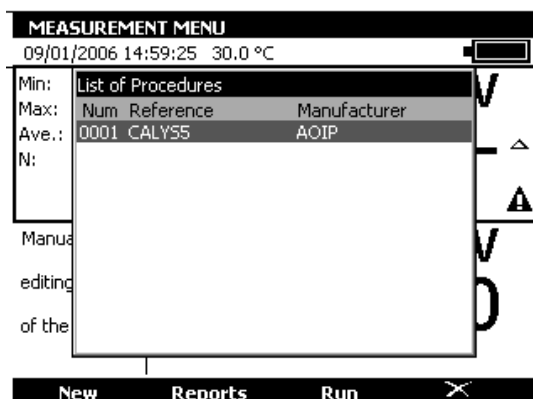 MEASUREMENT MENU
09/01/2006 14:59:25 30.0 °C
Min:
Max:
Ave.:
N:
List of Procedures
Num Reference Manufacturer
0001 CALYS5 AOIP
V
V
0
Manua
editing
of the
New Reports Run